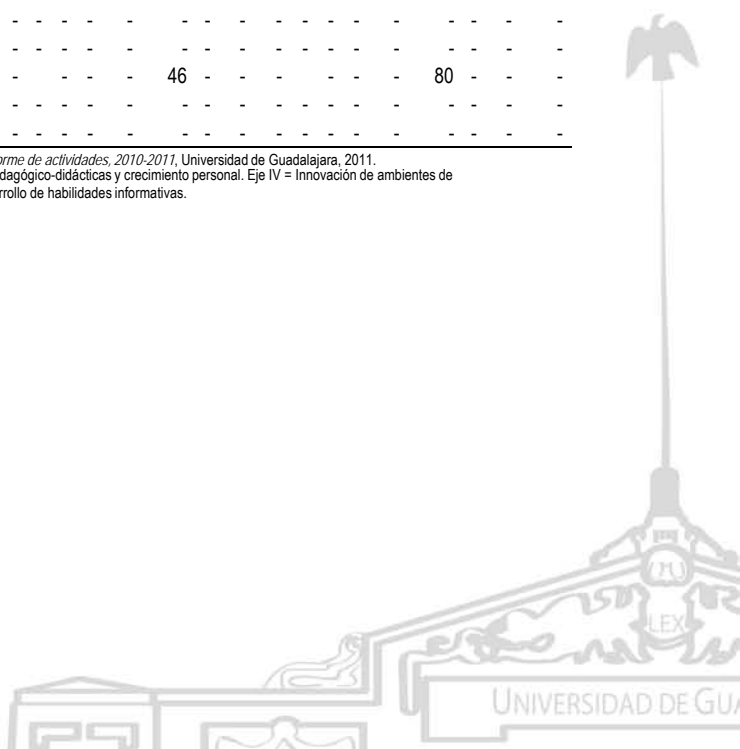 - - - - - - - - - - - - - - - - -
- - - - - - - - - - - - - - - - -
- - - - 46 - - - - - - 80 - - -
- - - - - - - - - - - - - - - - -
- - - - - - - - - - - - - - - - -
orme de actividades, 2010-2011, Universidad de Guadalajara, 2011.
dagógico-didácticas y crecimiento personal. Eje IV = Innovación de ambientes de
rrollo de habilidades informativas.
LEX
UNIVERSIDAD DE GUA